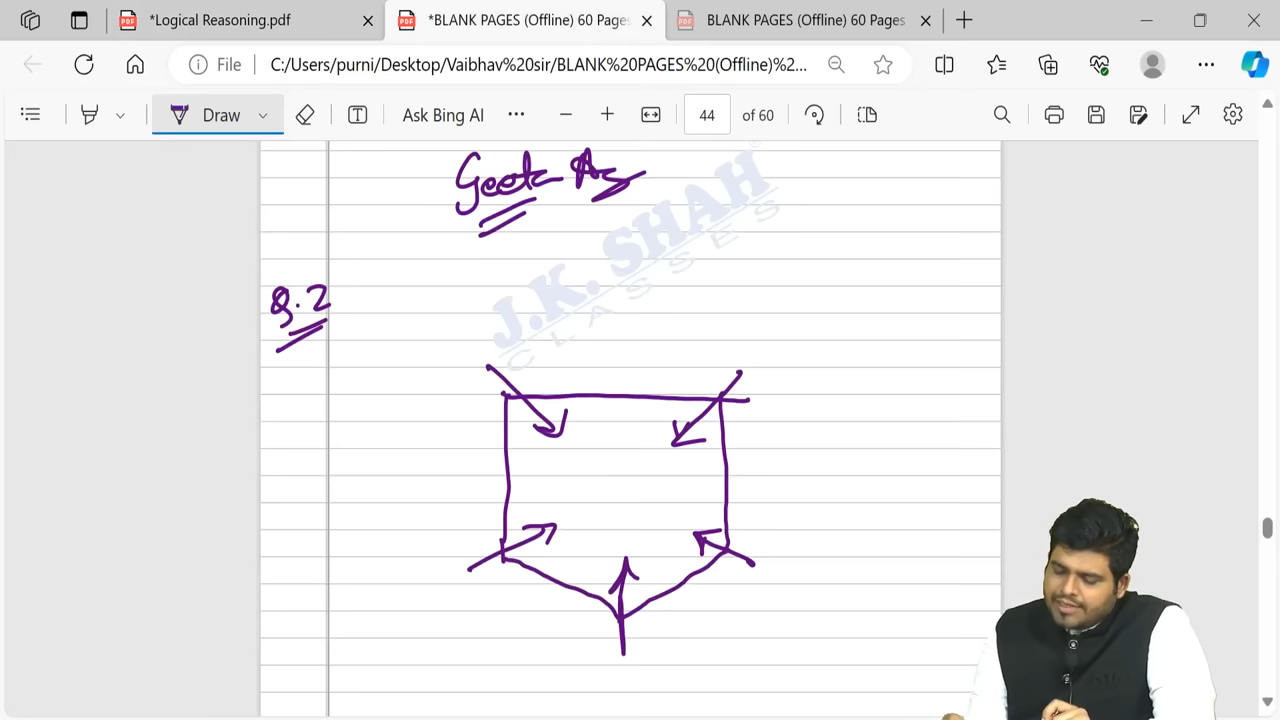 *Logical Reasoning.pdf
*BLANK PAGES (Offline) 60 Pages
BLANK PAGES (Offline) 60 Pages
File
C:/Users/purni/Desktop/Vaibhav%20sir/BLANK%20PAGES%20(Offline)%2...
Draw
Ask Bing AI
44 of 60
Geeta Ans
J.K. SHAH®
CLASSES
Q.2